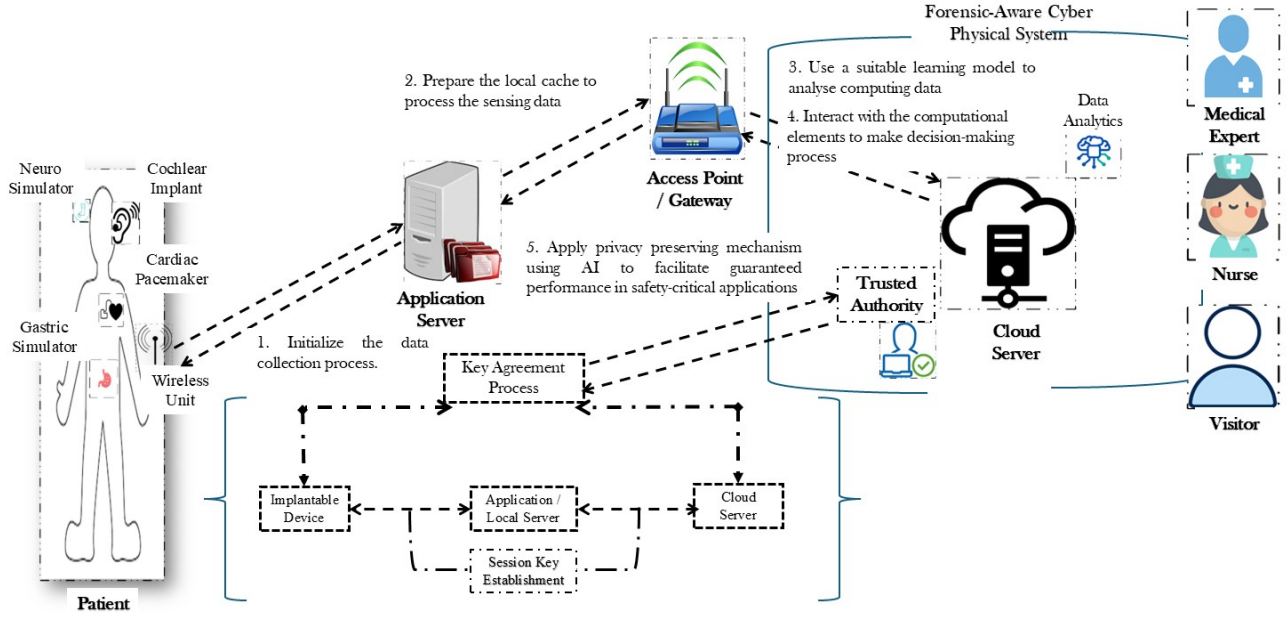 Forensic-Aware Cyber
Physical System
2. Prepare the local cache to
process the sensing data
3. Use a suitable learning model to
analyse computing data
4. Interact with the computational
elements to make decision-making
process
Data
Analytics
Medical
Expert
Neuro
Simulator
Cochlear
Implant
Access Point
/ Gateway
Cardiac
Pacemaker
5. Apply privacy preserving mechanism
using AI to facilitate guaranteed
performance in safety-critical applications
Trusted
Authority
Nurse
Application
Server
Cloud
Server
Gastric
Simulator
1. Initialize the data
collection process.
Wireless
Unit
Key Agreement
Process
Visitor
Implantable
Device
Application /
Local Server
Cloud
Server
Session Key
Establishment
Patient